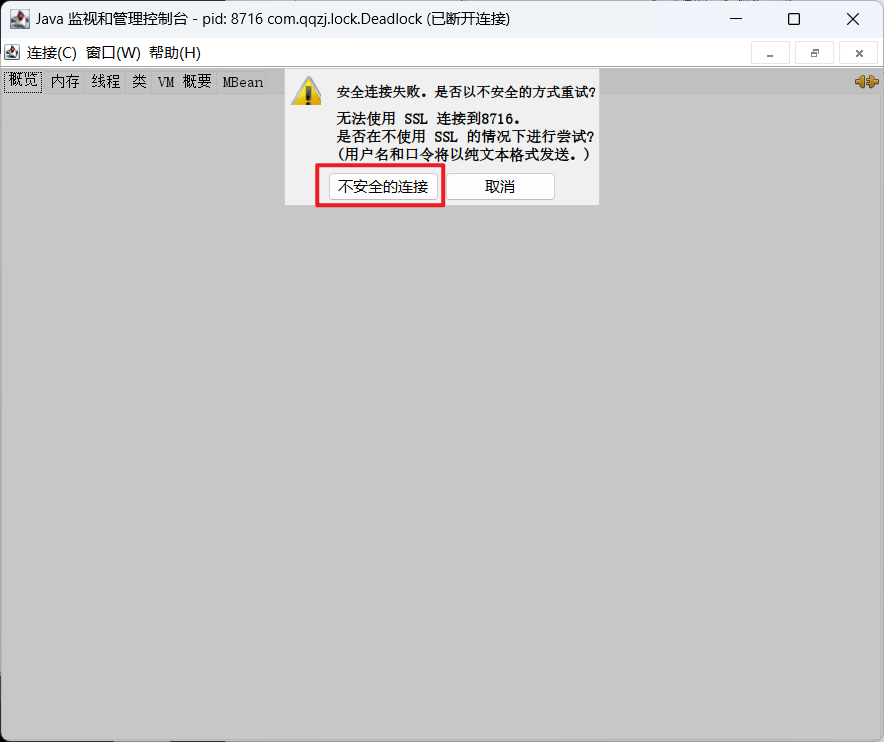 Java 监视和管理控制台 - pid: 8716 com.qqzj.lock.Deadlock (已断开连接)
连接(C) 窗口(W) 帮助(H)
概览 内存 线程 类 VM 概要 MBean
安全连接失败。是否以不安全的方式重试?
无法使用 SSL 连接到8716。
是否在不使用 SSL 的情况下进行尝试?
(用户名和口令将以纯文本格式发送。)
不安全的连接 取消